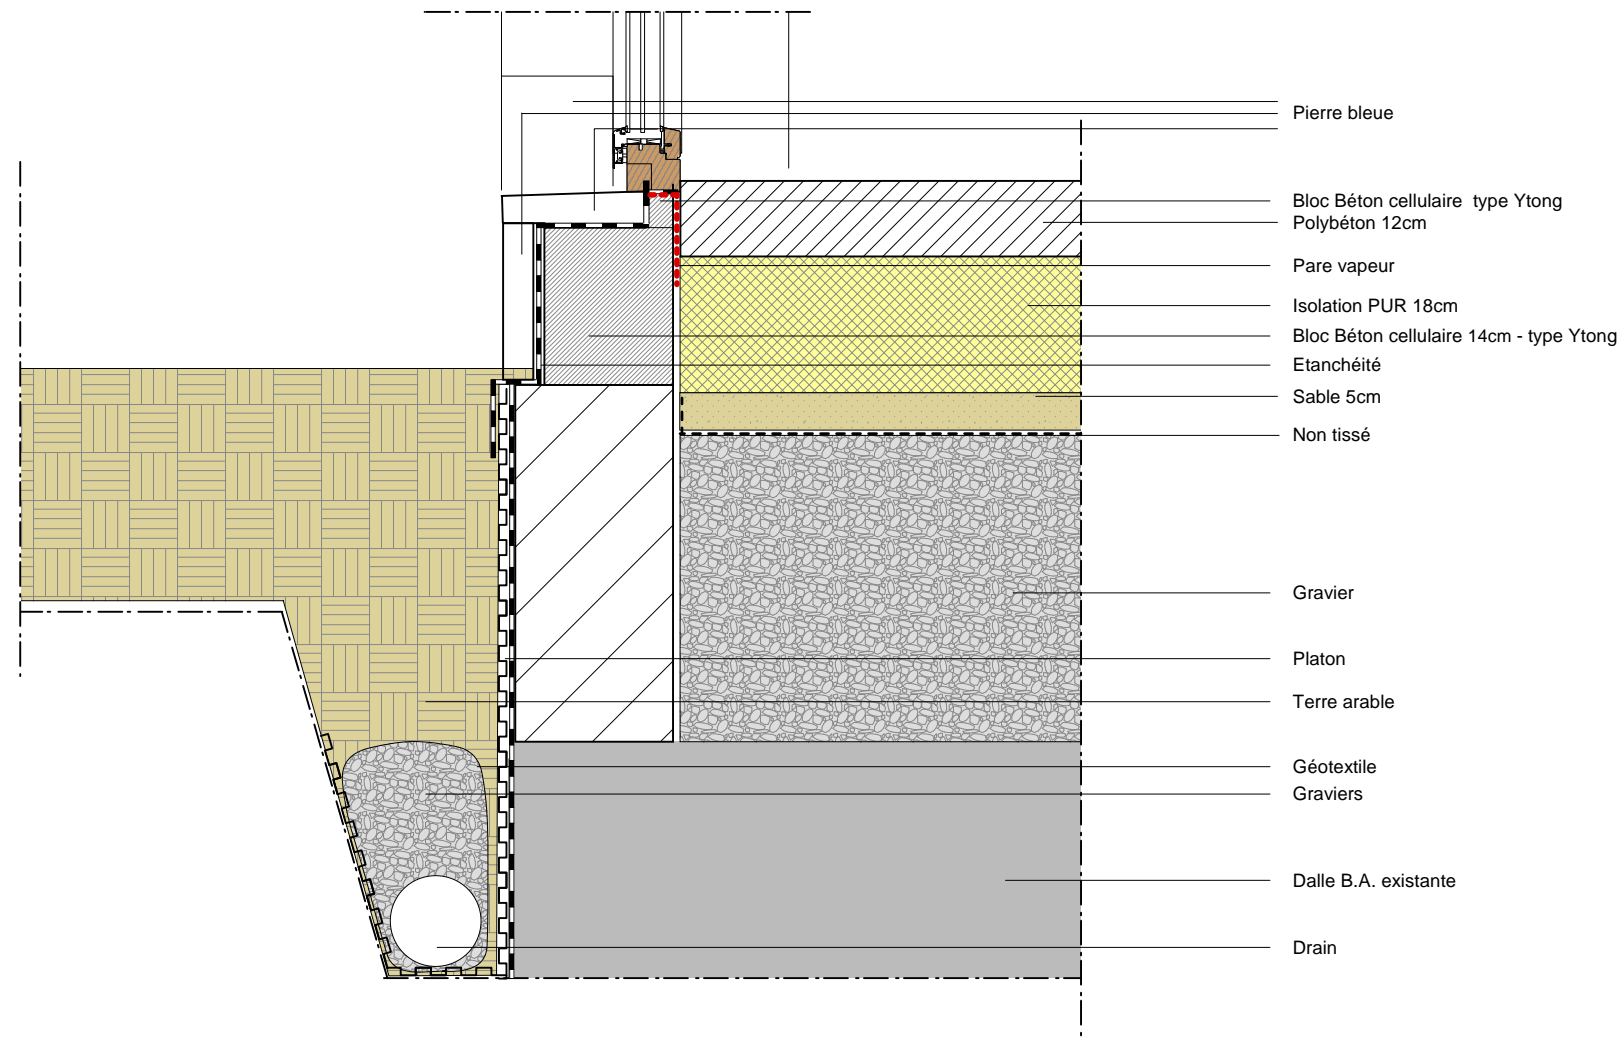 Pierre bleue
Bloc Béton cellulaire  type Ytong
Polybéton 12cm
Pare vapeur
Isolation PUR 18cm
Bloc Béton cellulaire 14cm - type Ytong
Etanchéité
Sable 5cm
Non tissé
Gravier
Platon
Terre arable
Géotextile
Graviers
Dalle B.A. existante
Drain